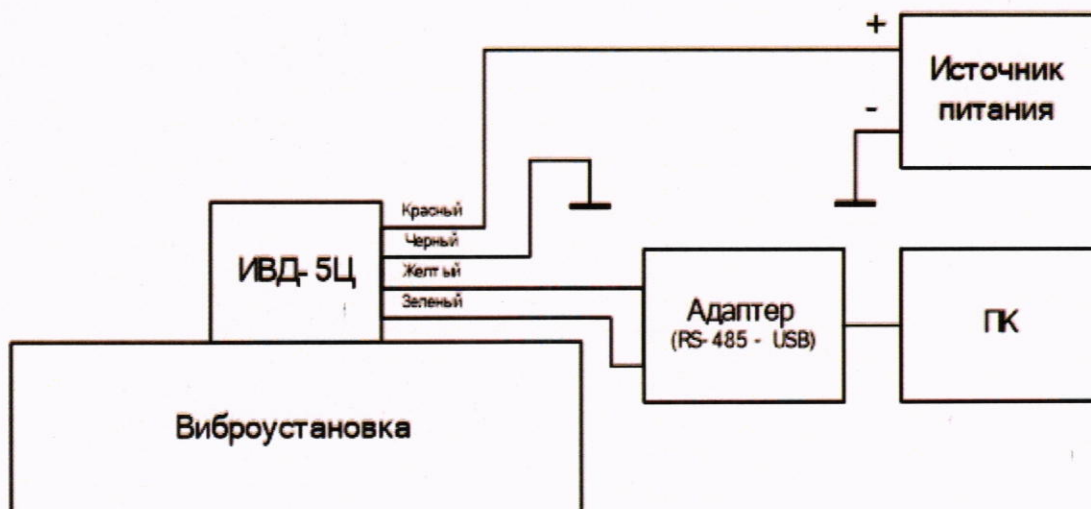 +
Источник
питания
-
Красный
Черный
Желтый
Зеленый
ИВД- 5Ц
Адаптер
(RS- 485 - USB)
ПК
Виброустановка